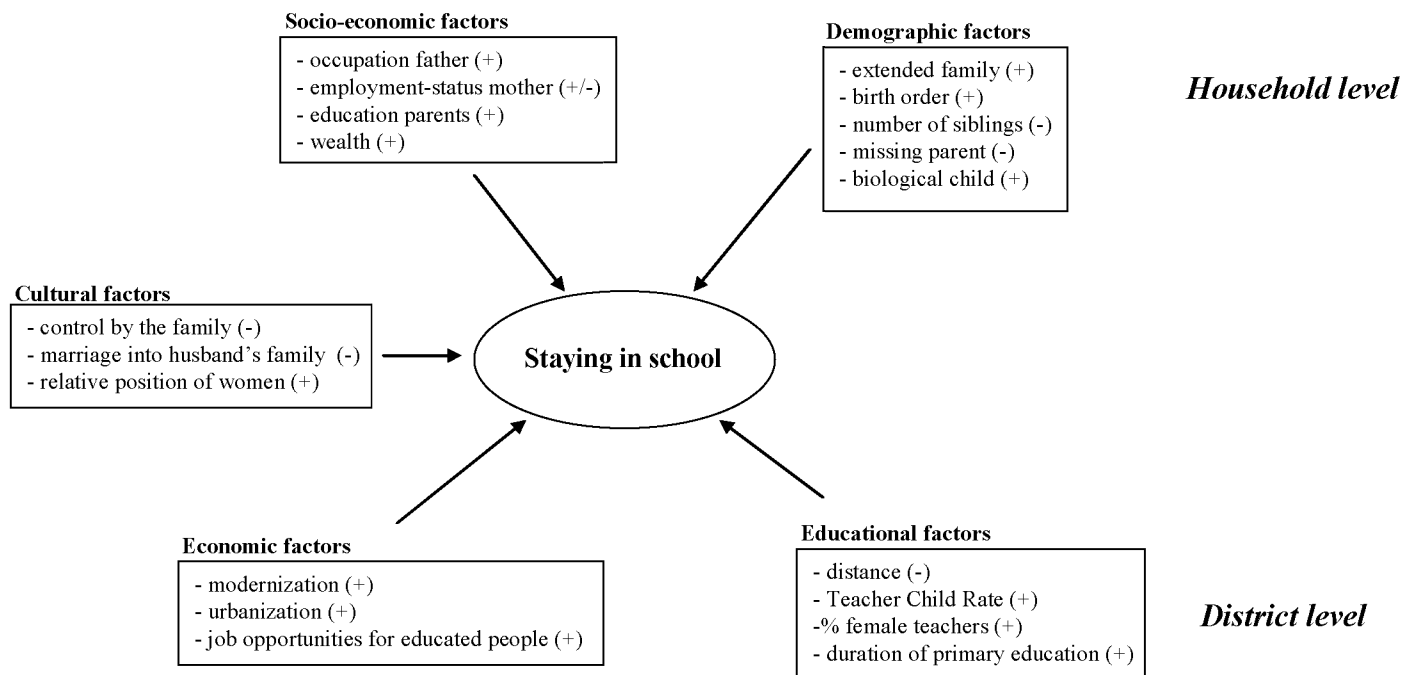 Socio-economic factors
- occupation father (+)
- employment-status mother (+/-)
- education parents (+)
- wealth (+)
Demographic factors
- extended family (+)
- birth order (+)
- number of siblings (-)
- missing parent (-)
- biological child (+)
Household level
Cultural factors
- control by the family (-)
- marriage into husband's family (-)
- relative position of women (+)
Staying in school
Economic factors
- modernization (+)
- urbanization (+)
- job opportunities for educated people (+)
Educational factors
- distance (-)
- Teacher Child Rate (+)
-% female teachers (+)
- duration of primary education (+)
District level